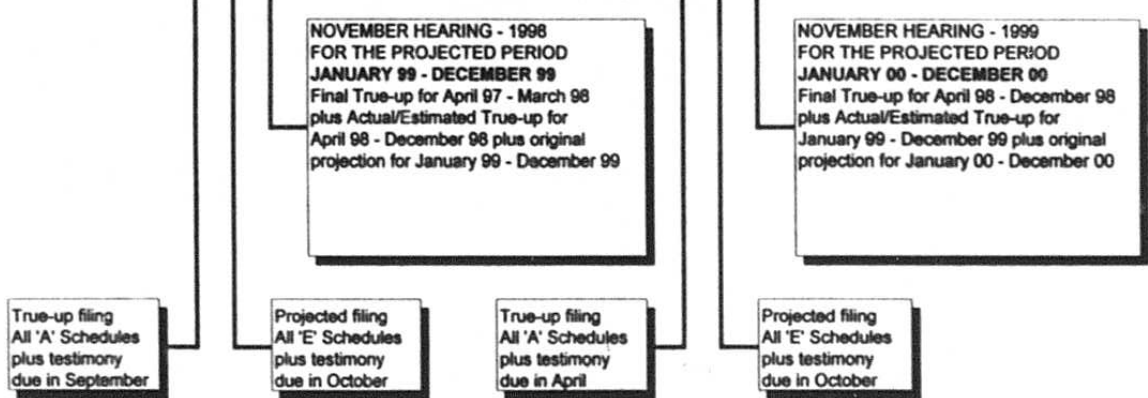 NOVEMBER HEARING - 1998
FOR THE PROJECTED PERIOD
JANUARY 99 - DECEMBER 99
Final True-up for April 97 - March 98
plus Actual/Estimated True-up for
April 98 - December 98 plus original
projection for January 99 - December 99
NOVEMBER HEARING - 1999
FOR THE PROJECTED PERIOD
JANUARY 00 - DECEMBER 00
Final True-up for April 98 - December 98
plus Actual/Estimated True-up for
January 99 - December 99 plus original
projection for January 00 - December 00
True-up filing
All 'A' Schedules
plus testimony
due in September
Projected filing
All 'E' Schedules
plus testimony
due in October
True-up filing
All 'A' Schedules
plus testimony
due in April
Projected filing
All 'E' Schedules
plus testimony
due in October